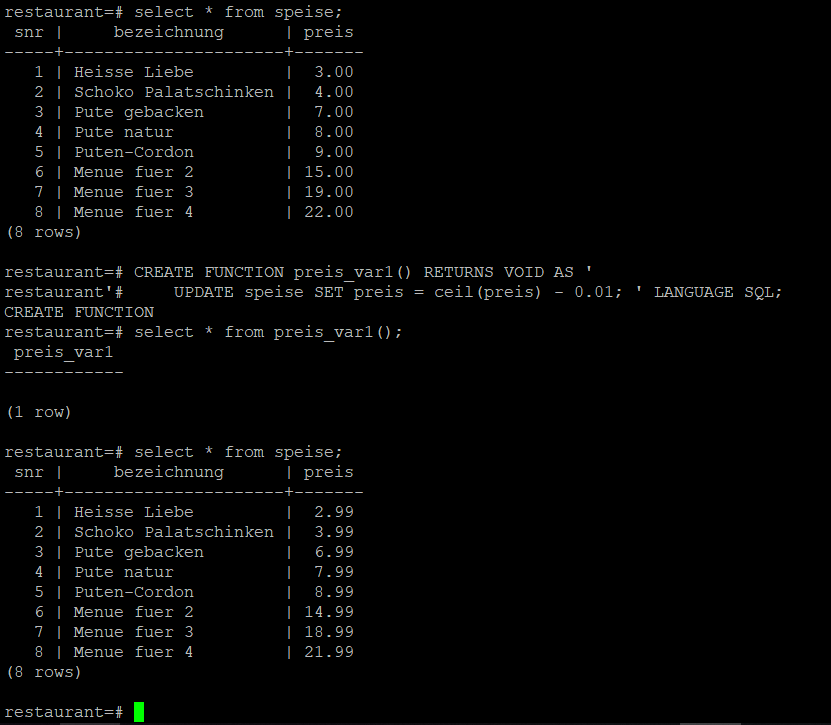 restaurant=# select * from speise;
 snr |     bezeichnung      | preis
-----+----------------------+-------
   1 | Heisse Liebe         |  3.00
   2 | Schoko Palatschinken |  4.00
   3 | Pute gebacken        |  7.00
   4 | Pute natur           |  8.00
   5 | Puten-Cordon         |  9.00
   6 | Menue fuer 2         | 15.00
   7 | Menue fuer 3         | 19.00
   8 | Menue fuer 4         | 22.00
(8 rows)

restaurant=# CREATE FUNCTION preis_var1() RETURNS VOID AS '
restaurant'#     UPDATE speise SET preis = ceil(preis) - 0.01; ' LANGUAGE SQL;
CREATE FUNCTION
restaurant=# select * from preis_var1();
 preis_var1
------------

(1 row)

restaurant=# select * from speise;
 snr |     bezeichnung      | preis
-----+----------------------+-------
   1 | Heisse Liebe         |  2.99
   2 | Schoko Palatschinken |  3.99
   3 | Pute gebacken        |  6.99
   4 | Pute natur           |  7.99
   5 | Puten-Cordon         |  8.99
   6 | Menue fuer 2         | 14.99
   7 | Menue fuer 3         | 18.99
   8 | Menue fuer 4         | 21.99
(8 rows)

restaurant=#